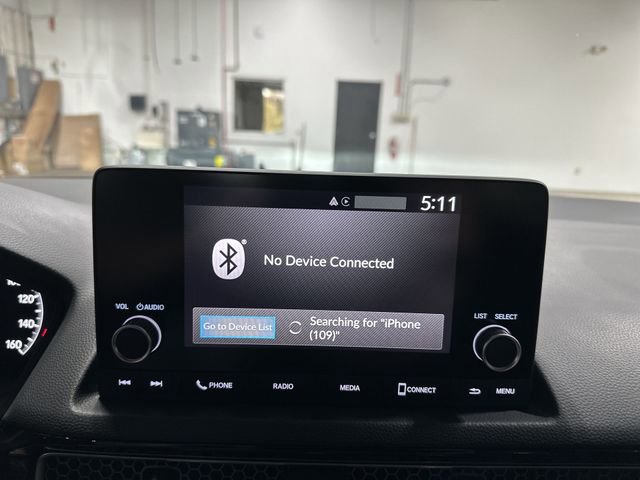 5:11
®
No Device Connected
Go to Device List
Searching for "iPhone
(109)"
VOL AUDIO
LIST SELECT
PHONE
RADIO
MEDIA
CONNECT
MENU
120
140
160